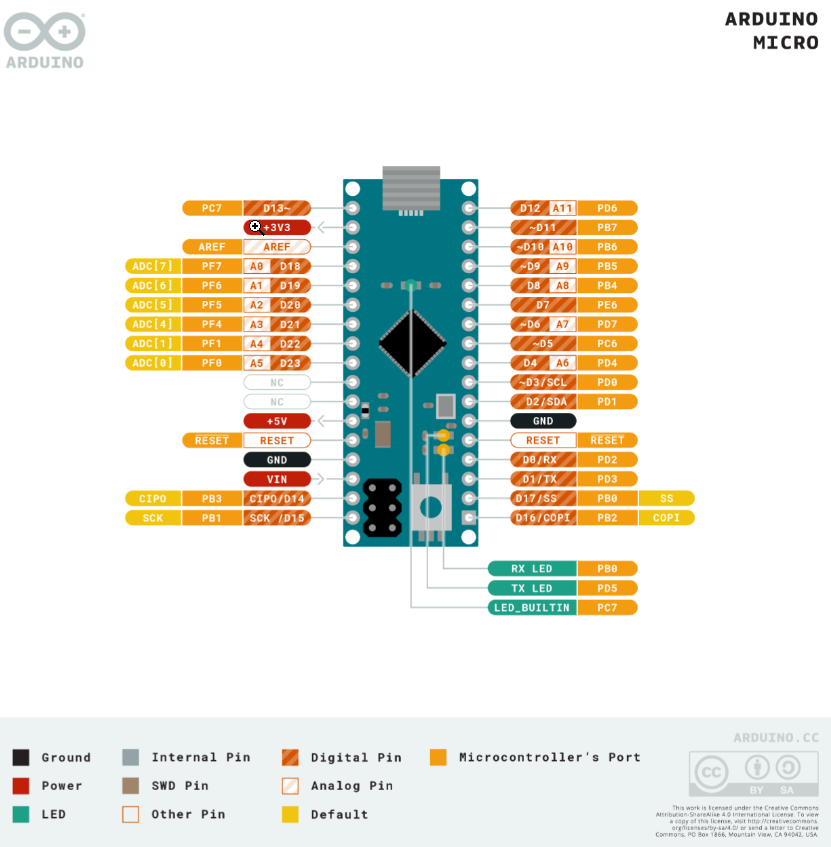 ARDUINO
ARDUINO
MICRO
PC7 D13~ D12 A11 PD6
+3V3 ~D11 PB7
AREF AREF ~D10 A10 PB6
ADC[7] PF7 A0 D18 ~D9 A9 PB5
ADC[6] PF6 A1 D19 D8 A8 PB4
ADC[5] PF5 A2 D20 D7 PE6
ADC[4] PF4 A3 D21 ~D6 A7 PD7
ADC[1] PF1 A4 D22 ~D5 PC6
ADC[0] PF0 A5 D23 D4 A6 PD4
NC ~D3/SCL PD0
NC D2/SDA PD1
+5V GND
RESET RESET RESET RESET
GND D0/RX PD2
VIN D1/TX PD3
CIPO PB3 CIPO/D14 D17/SS PB0 SS
SCK PB1 SCK /D15 D16/COPI PB2 COPI
RX LED PB0
TX LED PD5
LED_BUILTIN PC7
Ground Internal Pin Digital Pin Microcontroller's Port
Power SWD Pin Analog Pin
LED Other Pin Default
ARDUINO.CC
cc
BY SA
This work is licensed under the Creative Commons
Attribution-ShareAlike 4.0 International License. To view
a copy of this license, visit http://creativecommons.
org/licenses/by-sa/4.0/ or send a letter to Creative
Commons, PO Box 1866, Mountain View, CA 94042, USA.